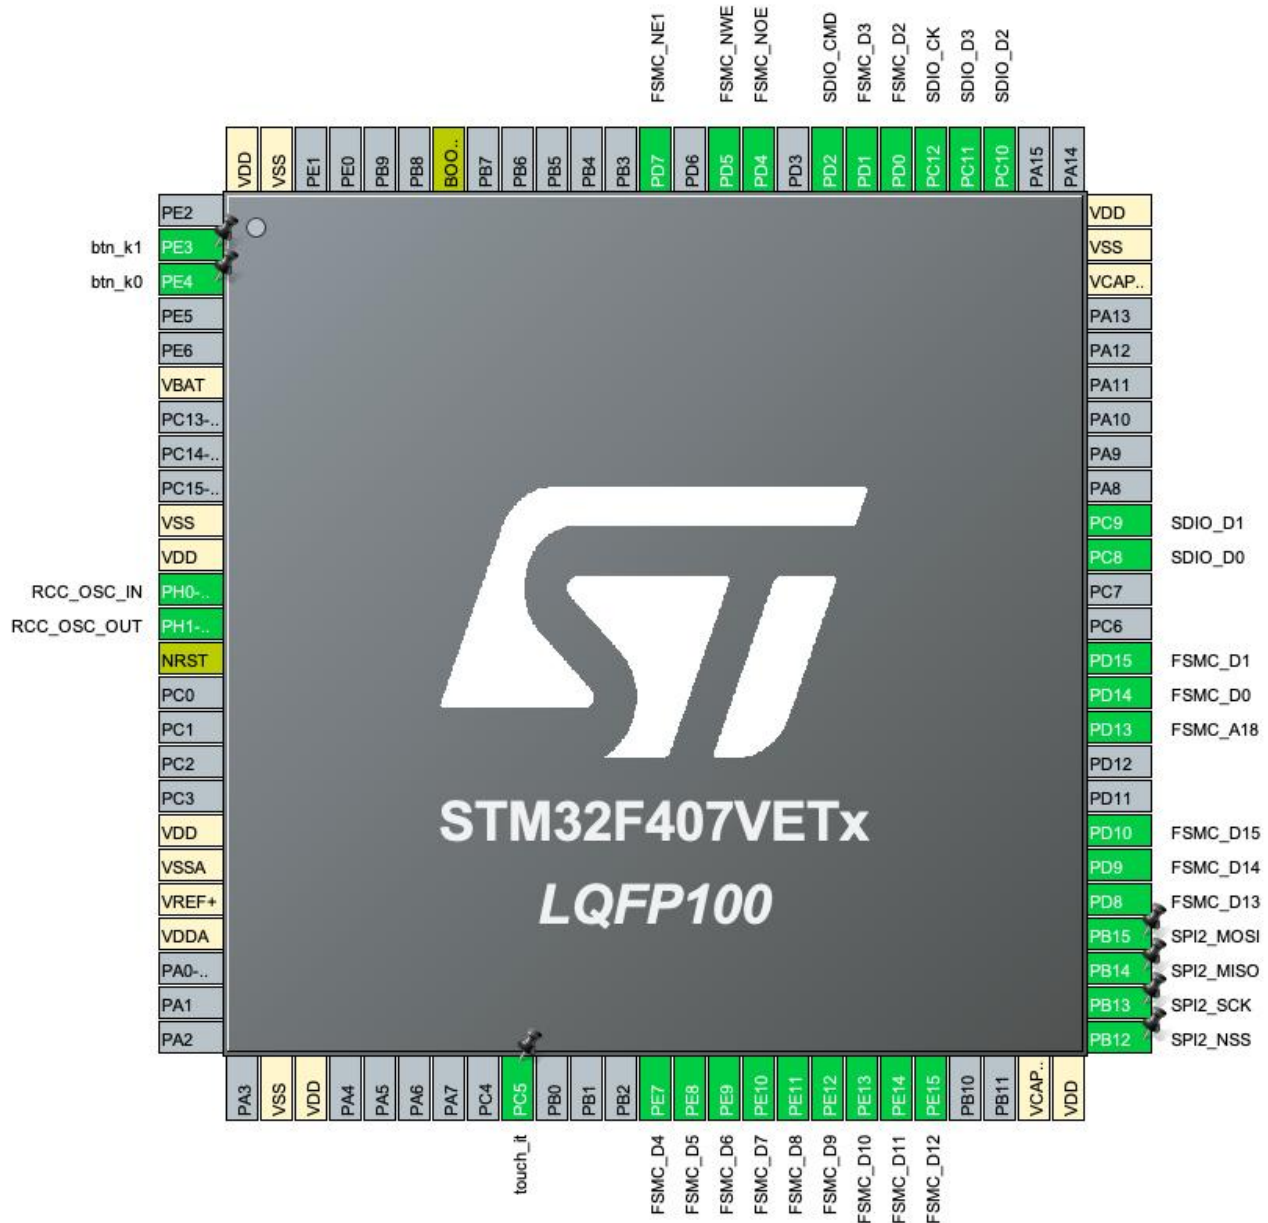 FSMC_NE1
FSMC_NWE
FSMC_NOE
SDIO_CMD
FSMC_D3
FSMC_D2
SDIO_CK
SDIO_D3
SDIO_D2
VDD
VSS
PE1
PE0
PB9
PB8
BOO..
PB7
PB6
PB5
PB4
PB3
PD7
PD6
PD5
PD4
PD3
PD2
PD1
PD0
PC12
PC11
PC10
PA15
PA14
PE2
btn_k1 PE3
btn_k0 PE4
PE5
PE6
VBAT
PC13-..
PC14-..
PC15-..
VSS
VDD
RCC_OSC_IN PH0-..
RCC_OSC_OUT PH1-..
NRST
PC0
PC1
PC2
PC3
VDD
VSSA
VREF+
VDDA
PA0-..
PA1
PA2
ST
STM32F407VETx
LQFP100
VDD
VSS
VCAP..
PA13
PA12
PA11
PA10
PA9
PA8
PC9 SDIO_D1
PC8 SDIO_D0
PC7
PC6
PD15 FSMC_D1
PD14 FSMC_D0
PD13 FSMC_A18
PD12
PD11
PD10 FSMC_D15
PD9 FSMC_D14
PD8 FSMC_D13
PB15 SPI2_MOSI
PB14 SPI2_MISO
PB13 SPI2_SCK
PB12 SPI2_NSS
PA3
VSS
VDD
PA4
PA5
PA6
PA7
PC4
PC5
PB0
PB1
PB2
PE7
PE8
PE9
PE10
PE11
PE12
PE13
PE14
PE15
PB10
PB11
VCAP..
VDD
touch_it
FSMC_D4
FSMC_D5
FSMC_D6
FSMC_D7
FSMC_D8
FSMC_D9
FSMC_D10
FSMC_D11
FSMC_D12